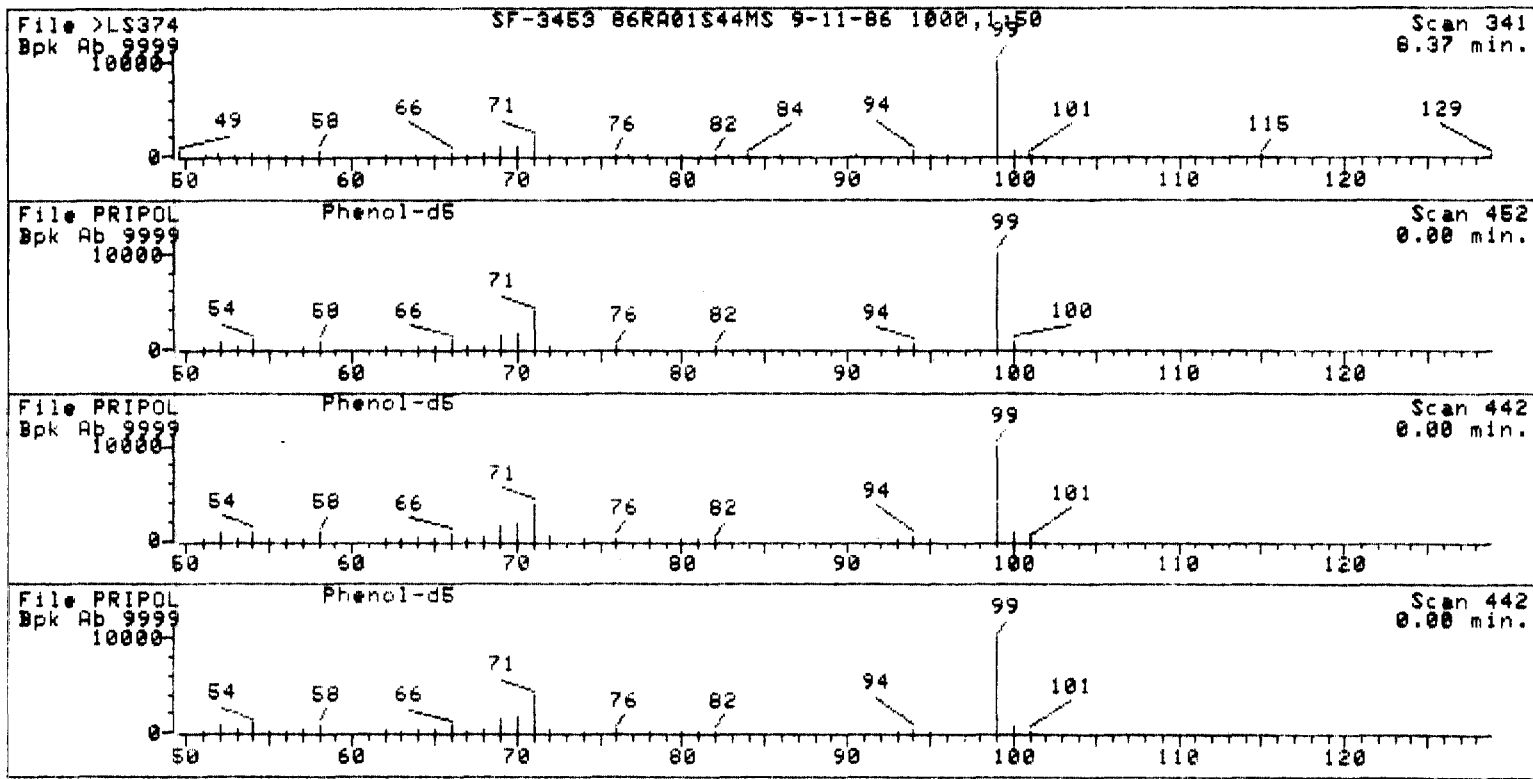 File >LS374 SF-3453 86RA01S44MS 9-11-86 1000,1:50 Scan 341
Bpk Ab 9999 99 8.37 min.
10000
49 58 66 71 76 82 84 94 101 115 129
0
50 60 70 80 90 100 110 120
File PRIPOL Phenol-d5 Scan 452
Bpk Ab 9999 99 0.00 min.
10000
54 58 66 71 76 82 94 100
0
50 60 70 80 90 100 110 120
File PRIPOL Phenol-d5 Scan 442
Bpk Ab 9999 99 0.00 min.
10000
54 58 66 71 76 82 94 101
0
50 60 70 80 90 100 110 120
File PRIPOL Phenol-d5 Scan 442
Bpk Ab 9999 99 0.00 min.
10000
54 58 66 71 76 82 94 101
0
50 60 70 80 90 100 110 120